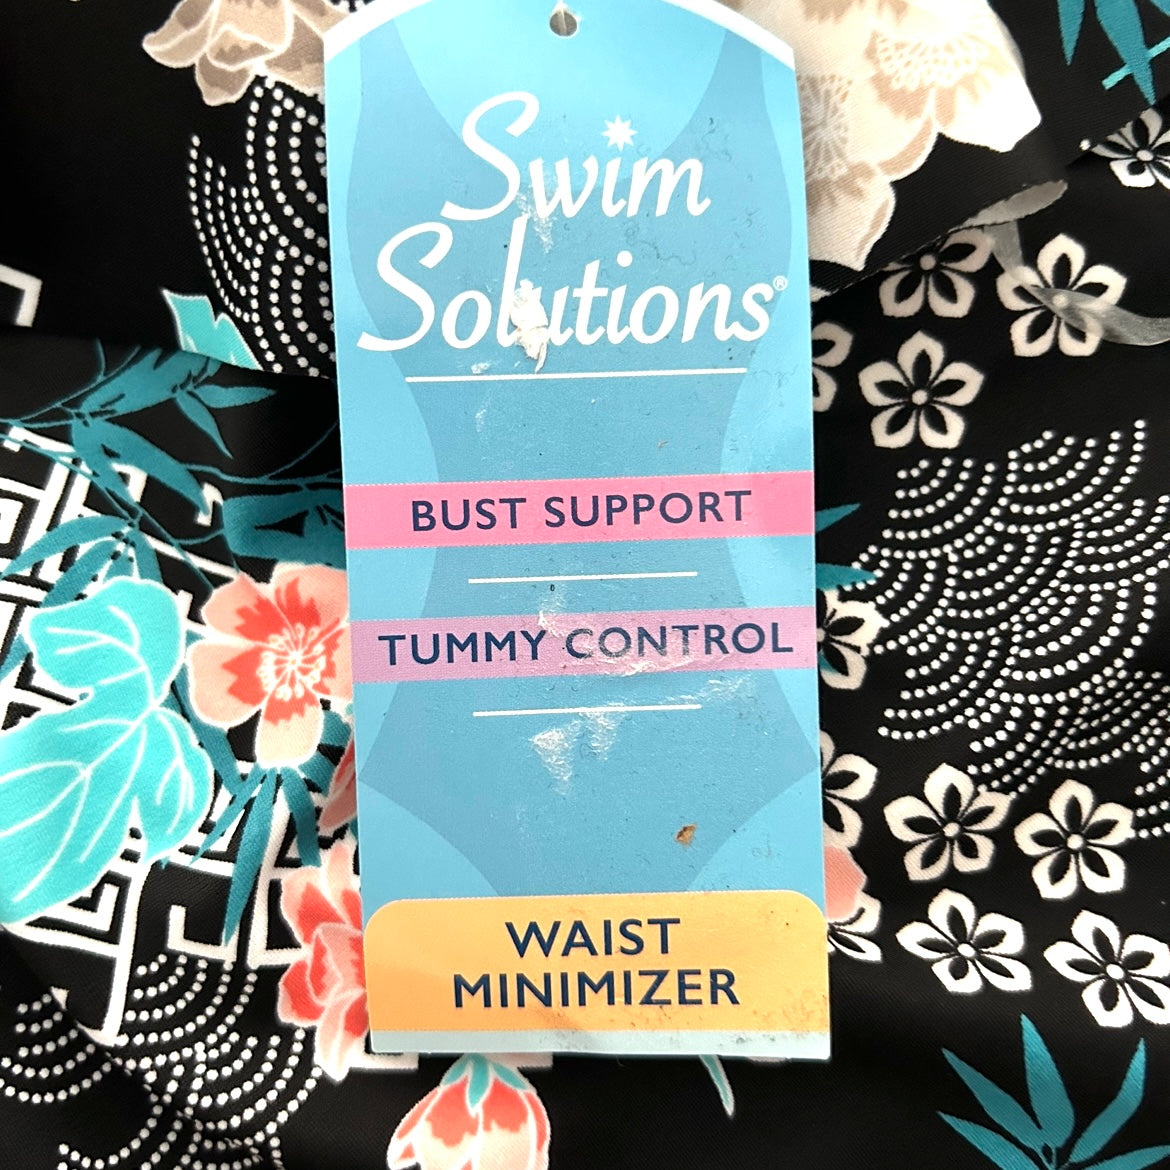 Swim
Solutions®
BUST SUPPORT
TUMMY CONTROL
WAIST
MINIMIZER